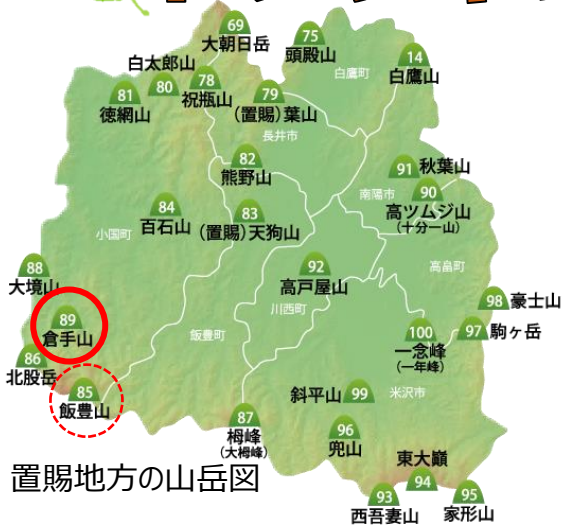 69
大朝日岳
75
頭殿山
14
白鷹山
白鷹町
白太郎山
80
78
祝瓶山
79
(置賜)葉山
長井市
81
徳網山
82
熊野山
91 秋葉山
南陽市
90
高ツムジ山
(十分一山)
84
百石山
83
(置賜)天狗山
小国町
88
大境山
92
高戸屋山
川西町
高畠町
89
倉手山
飯豊町
98 豪士山
97 駒ヶ岳
100
一念峰
(一年峰)
86
北股岳
85
飯豊山
斜平山 99
米沢市
87
栂峰
(大栂峰)
96
兜山
東大巓
94
93
西吾妻山
95
家形山
置賜地方の山岳図